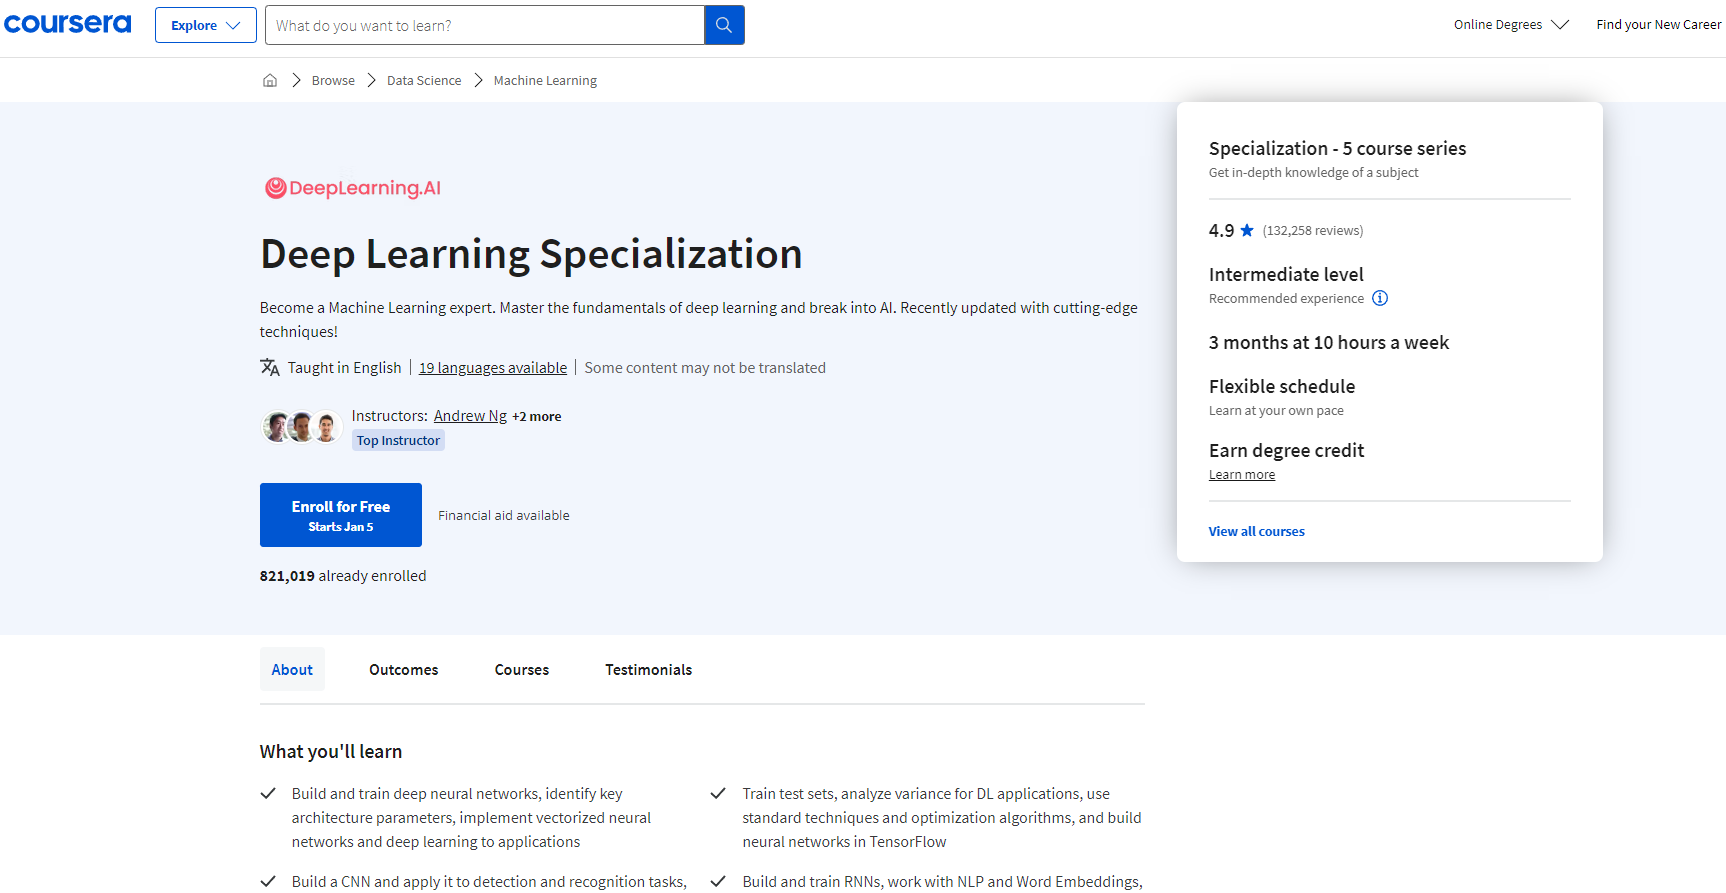 coursera
Explore
What do you want to learn?
Online Degrees
Find your New Career
Browse
Data Science
Machine Learning
DeepLearning.AI
Deep Learning Specialization
Become a Machine Learning expert. Master the fundamentals of deep learning and break into AI. Recently updated with cutting-edge
techniques!
Taught in English | 19 languages available | Some content may not be translated
Instructors: Andrew Ng +2 more
Top Instructor
Enroll for Free
Starts Jan 5
Financial aid available
821,019 already enrolled
Specialization - 5 course series
Get in-depth knowledge of a subject
4.9 ★ (132,258 reviews)
Intermediate level
Recommended experience
3 months at 10 hours a week
Flexible schedule
Learn at your own pace
Earn degree credit
Learn more
View all courses
About
Outcomes
Courses
Testimonials
What you'll learn
Build and train deep neural networks, identify key
architecture parameters, implement vectorized neural
networks and deep learning to applications
Train test sets, analyze variance for DL applications, use
standard techniques and optimization algorithms, and build
neural networks in TensorFlow
Build a CNN and apply it to detection and recognition tasks,
Build and train RNNs, work with NLP and Word Embeddings,